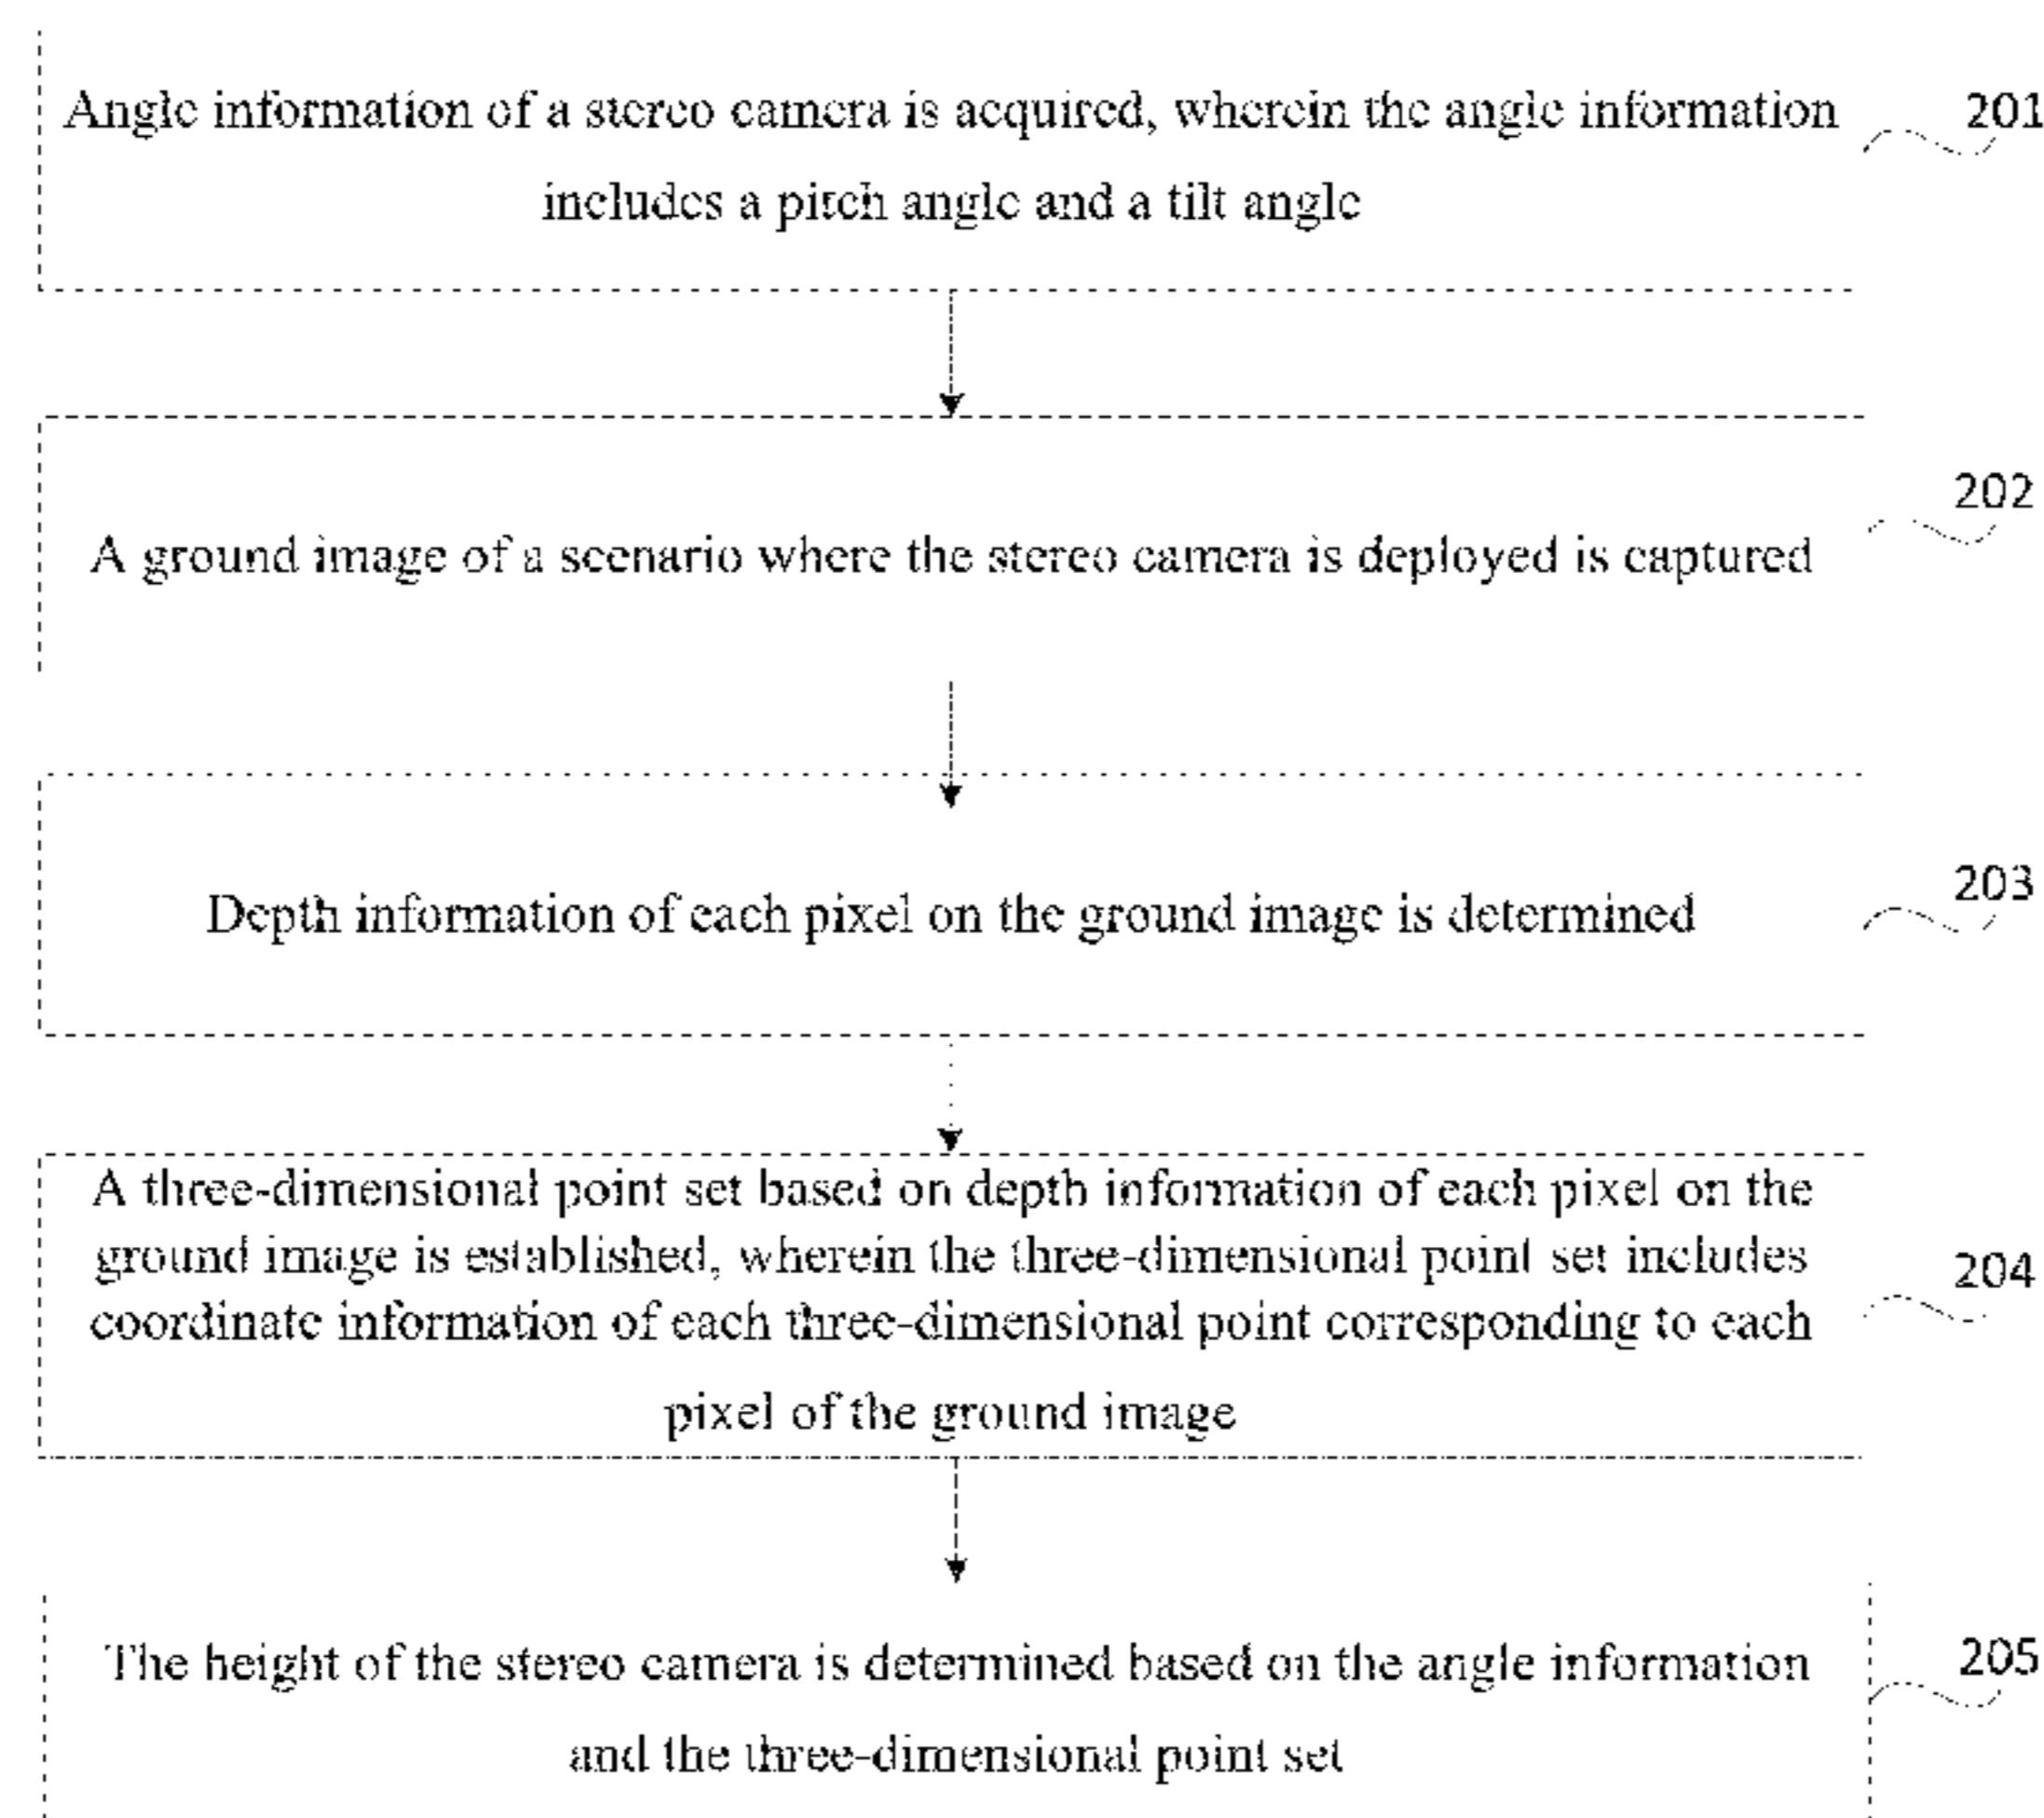 Angle information of a stereo camera is acquired, wherein the angle information
201
includes a pitch angle and a tilt angle
202
A ground image of a scenario where the stereo camera is deployed is captured
203
Depth information of each pixel on the ground image is determined
A three-dimensional point set based on depth information of each pixel on the
ground image is established, wherein the three-dimensional point set includes
204
coordinate information of each three-dimensional point corresponding to each
pixel of the ground image
The height of the stereo camera is determined based on the angle information
205
and the three-dimensional point set